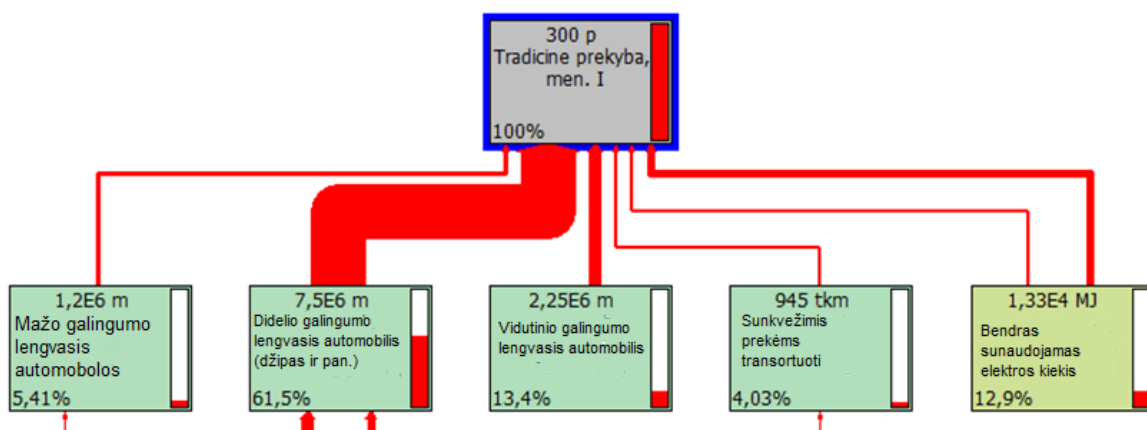 300 p
Tradicine prekyba,
men. I
100%
1,2E6 m
Mažo galingumo
lengvasis
automobolos
5,41%
7,5E6 m
Didelio galingumo
lengvasis automobilis
(džipas ir pan.)
61,5%
2,25E6 m
Vidutinio galingumo
lengvasis automobilis
13,4%
945 tkm
Sunkvežimis
prekėms
transortuoti
4,03%
1,33E4 MJ
Bendras
sunaudojamas
elektros kiekis
12,9%